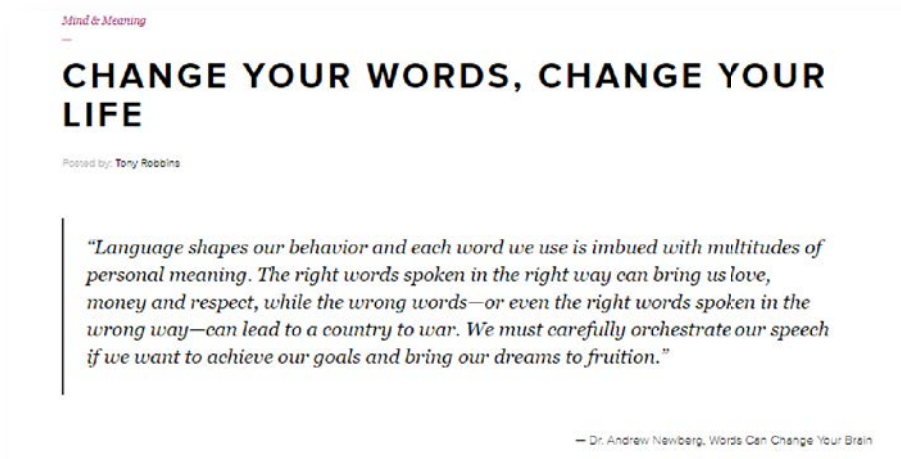 Mind & Meaning
—
CHANGE YOUR WORDS, CHANGE YOUR
LIFE
Posted by: Tony Robbins
“Language shapes our behavior and each word we use is imbued with multitudes of
personal meaning. The right words spoken in the right way can bring us love,
money and respect, while the wrong words—or even the right words spoken in the
wrong way—can lead to a country to war. We must carefully orchestrate our speech
if we want to achieve our goals and bring our dreams to fruition.”
— Dr. Andrew Newberg, Words Can Change Your Brain